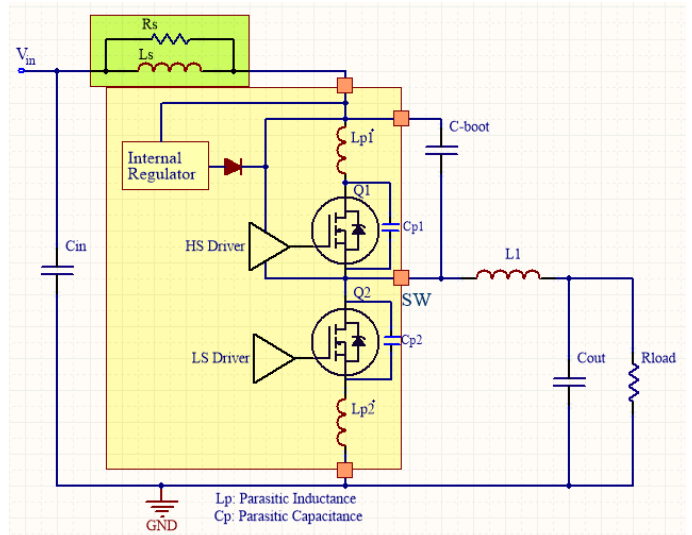 Rs
Vin
Ls
Lp1
C-boot
Internal
Regulator
Q1
Cp1
HS Driver
Cin
L1
SW
Q2
Cp2
LS Driver
Cout
Rload
Lp2
Lp: Parasitic Inductance
Cp: Parasitic Capacitance
GND